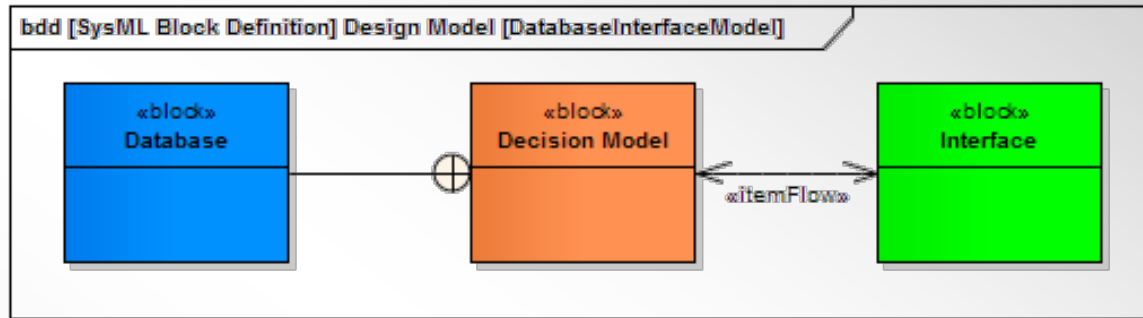 bdd [SysML Block Definition] Design Model [DatabaseInterfaceModel]
«block»
Database
«block»
Decision Model
«block»
Interface
«itemFlow»